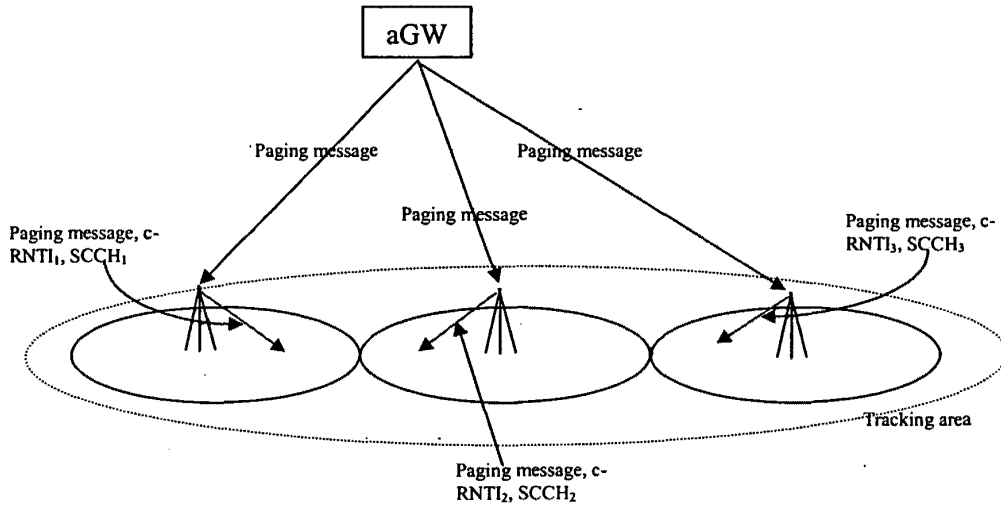 aGW
Paging message
Paging message
Paging message
Paging message, c-
RNTI₁, SCCH₁
Paging message, c-
RNTI₃, SCCH₃
Tracking area
Paging message, c-
RNTI₂, SCCH₂